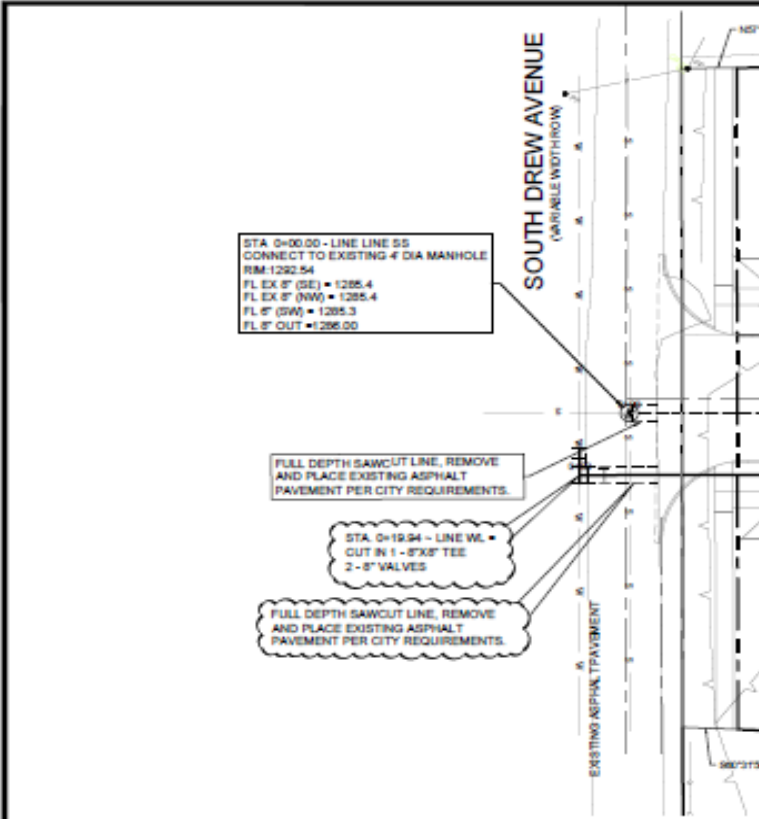 SOUTH DREW AVENUE
(VARIABLE WIDTH ROW)
STA 0+00.00 - LINE LINE SS
CONNECT TO EXISTING 4' DIA MANHOLE
RIM:1292.54
FL EX 8" (SE) = 1285.4
FL EX 8" (NW) = 1285.4
FL 6" (SW) = 1285.3
FL 8" OUT =1286.00
FULL DEPTH SAWCUT LINE, REMOVE
AND PLACE EXISTING ASPHALT
PAVEMENT PER CITY REQUIREMENTS.
STA. 0+19.94 ~ LINE WL =
CUT IN 1 - 8"X8" TEE
2 - 8" VALVES
FULL DEPTH SAWCUT LINE, REMOVE
AND PLACE EXISTING ASPHALT
PAVEMENT PER CITY REQUIREMENTS.
EXISTING ASPHALT PAVEMENT